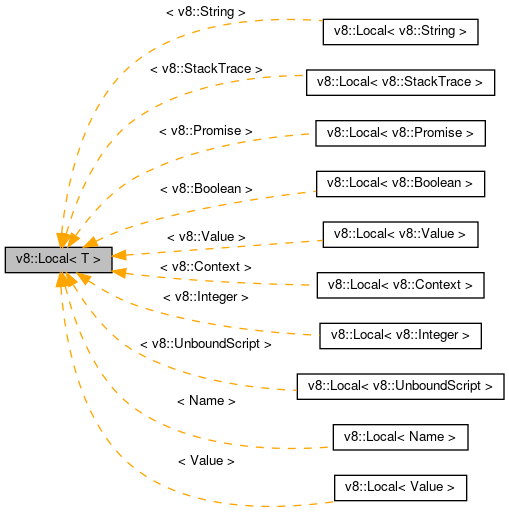 < v8::String >
v8::Local< v8::String >
< v8::StackTrace >
v8::Local< v8::StackTrace >
< v8::Promise >
v8::Local< v8::Promise >
< v8::Boolean >
v8::Local< v8::Boolean >
< v8::Value >
v8::Local< v8::Value >
v8::Local< T >
< v8::Context >
v8::Local< v8::Context >
< v8::Integer >
v8::Local< v8::Integer >
< v8::UnboundScript >
v8::Local< v8::UnboundScript >
< Name >
v8::Local< Name >
< Value >
v8::Local< Value >